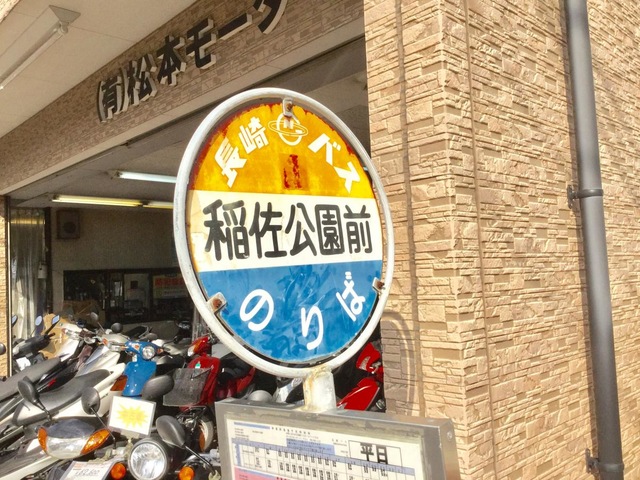 (有)松本モータ
長崎バス
稲佐公園前
のりば
平日